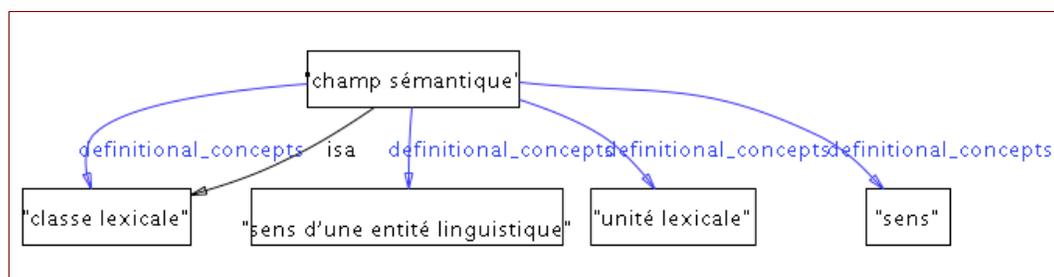 "champ sémantique"
definitional_concepts isa definitional_concepts definitional_concepts definitional_concepts
"classe lexicale" "sens d'une entité linguistique" "unité lexicale" "sens"